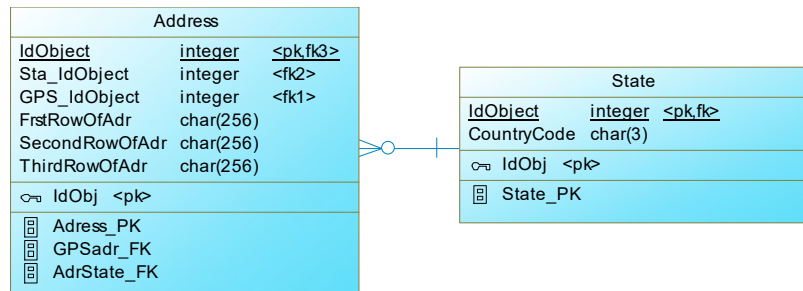 Address
IdObject integer <pk,fk3>
Sta_IdObject integer <fk2>
GPS_IdObject integer <fk1>
FrstRowOfAdr char(256)
SecondRowOfAdr char(256)
ThirdRowOfAdr char(256)
IdObj <pk>
Adress_PK
GPSadr_FK
AdrState_FK
State
IdObject integer <pk,fk>
CountryCode char(3)
IdObj <pk>
State_PK